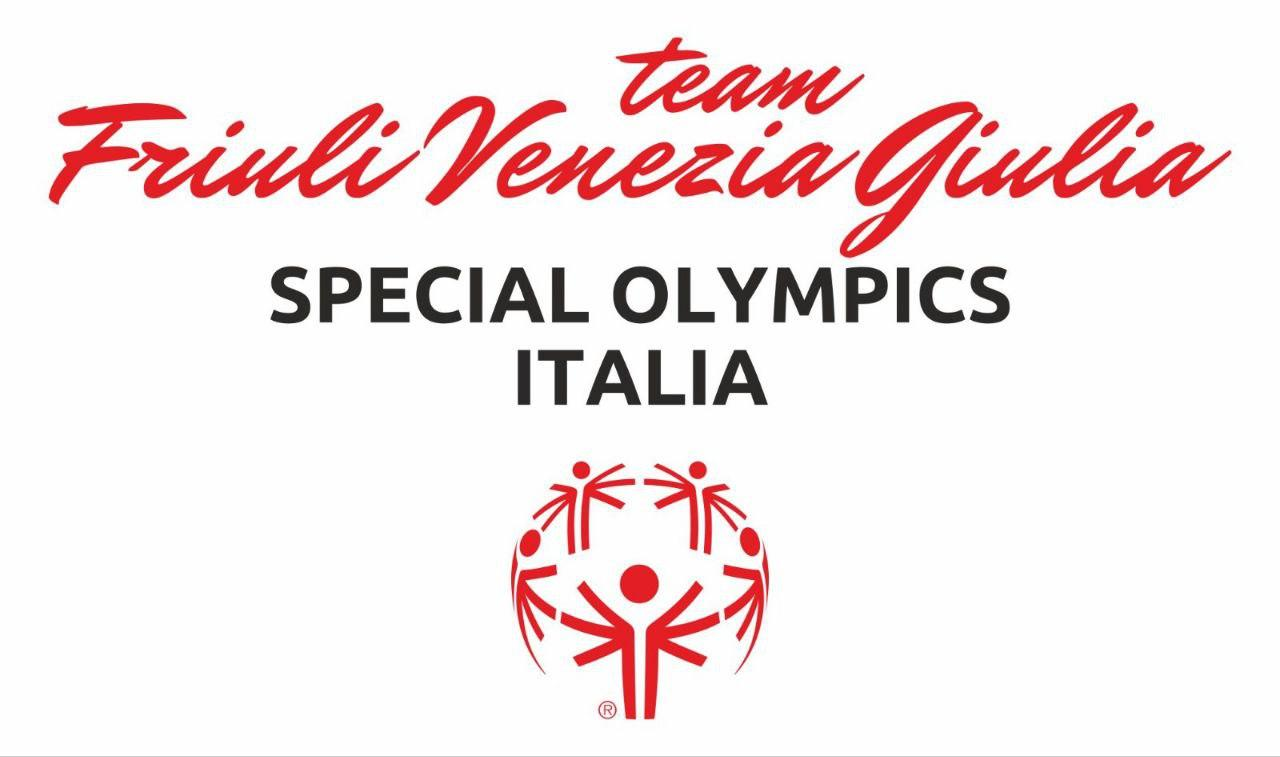 team
Friuli Venezia Giulia
SPECIAL OLYMPICS
ITALIA
®